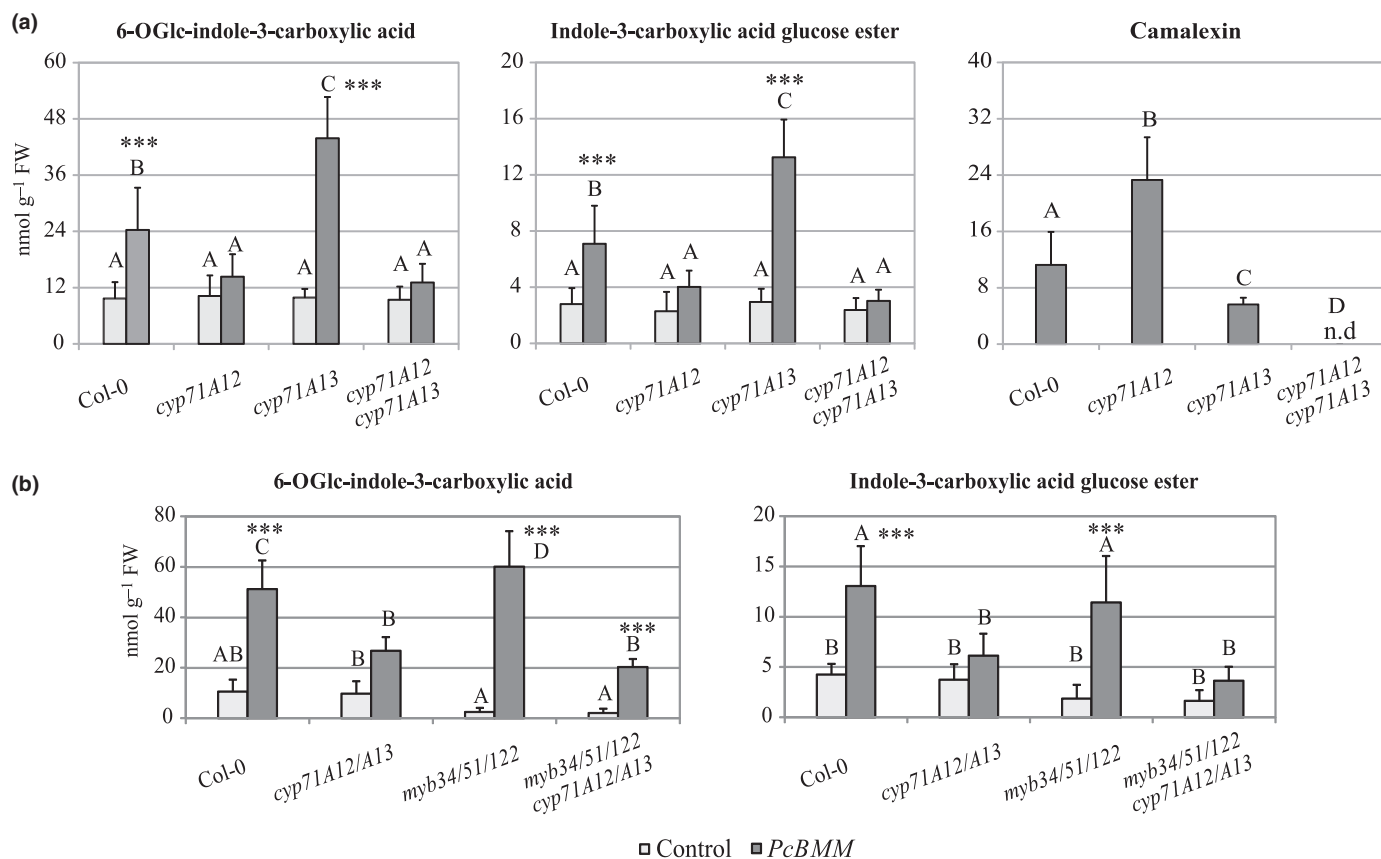 (a)
6-OGlc-indole-3-carboxylic acid
Indole-3-carboxylic acid glucose ester
Camalexin
nmol g⁻¹ FW
60
48
36
24
12
0
A
***
B
A
A
A
C ***
A
A
Col-0
cyp71A12
cyp71A13
cyp71A12
cyp71A13
20
16
12
8
4
0
A
***
B
A
A
A
***
C
A
A
Col-0
cyp71A12
cyp71A13
cyp71A12
cyp71A13
40
32
24
16
8
0
A
B
C
D
n.d
Col-0
cyp71A12
cyp71A13
cyp71A12
cyp71A13
(b)
6-OGlc-indole-3-carboxylic acid
Indole-3-carboxylic acid glucose ester
nmol g⁻¹ FW
80
60
40
20
0
AB
***
C
B
B
A
***
D
A
***
B
Col-0
cyp71A12/A13
myb34/51/122
myb34/51/122
cyp71A12/A13
20
15
10
5
0
B
A ***
B
B
B
***
A
B
B
Col-0
cyp71A12/A13
myb34/51/122
myb34/51/122
cyp71A12/A13
Control PcBMM